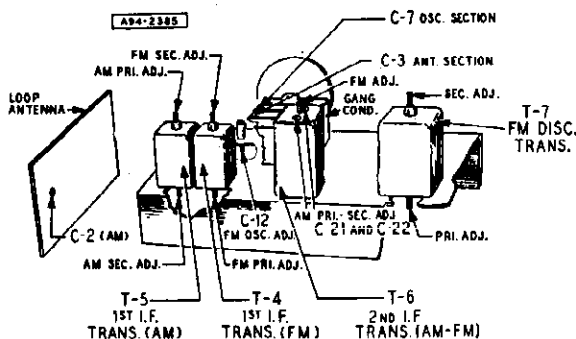 A94-2385
C-7 OSC. SECTION
FM SEC. ADJ.
C-3 ANT. SECTION
AM PRI. ADJ.
FM ADJ.
LOOP
ANTENNA
GANG
COND.
SEC. ADJ.
T-7
FM DISC.
TRANS.
C-2 (AM)
C-12
FM OSC. ADJ.
AM PRI.-SEC. ADJ
C-21 AND C-22
PRI. ADJ.
AM SEC. ADJ.
FM PRI. ADJ.
T-5
1ST I.F.
TRANS. (AM)
T-4
1ST I.F.
TRANS. (FM)
T-6
2ND I.F
TRANS. (AM-FM)